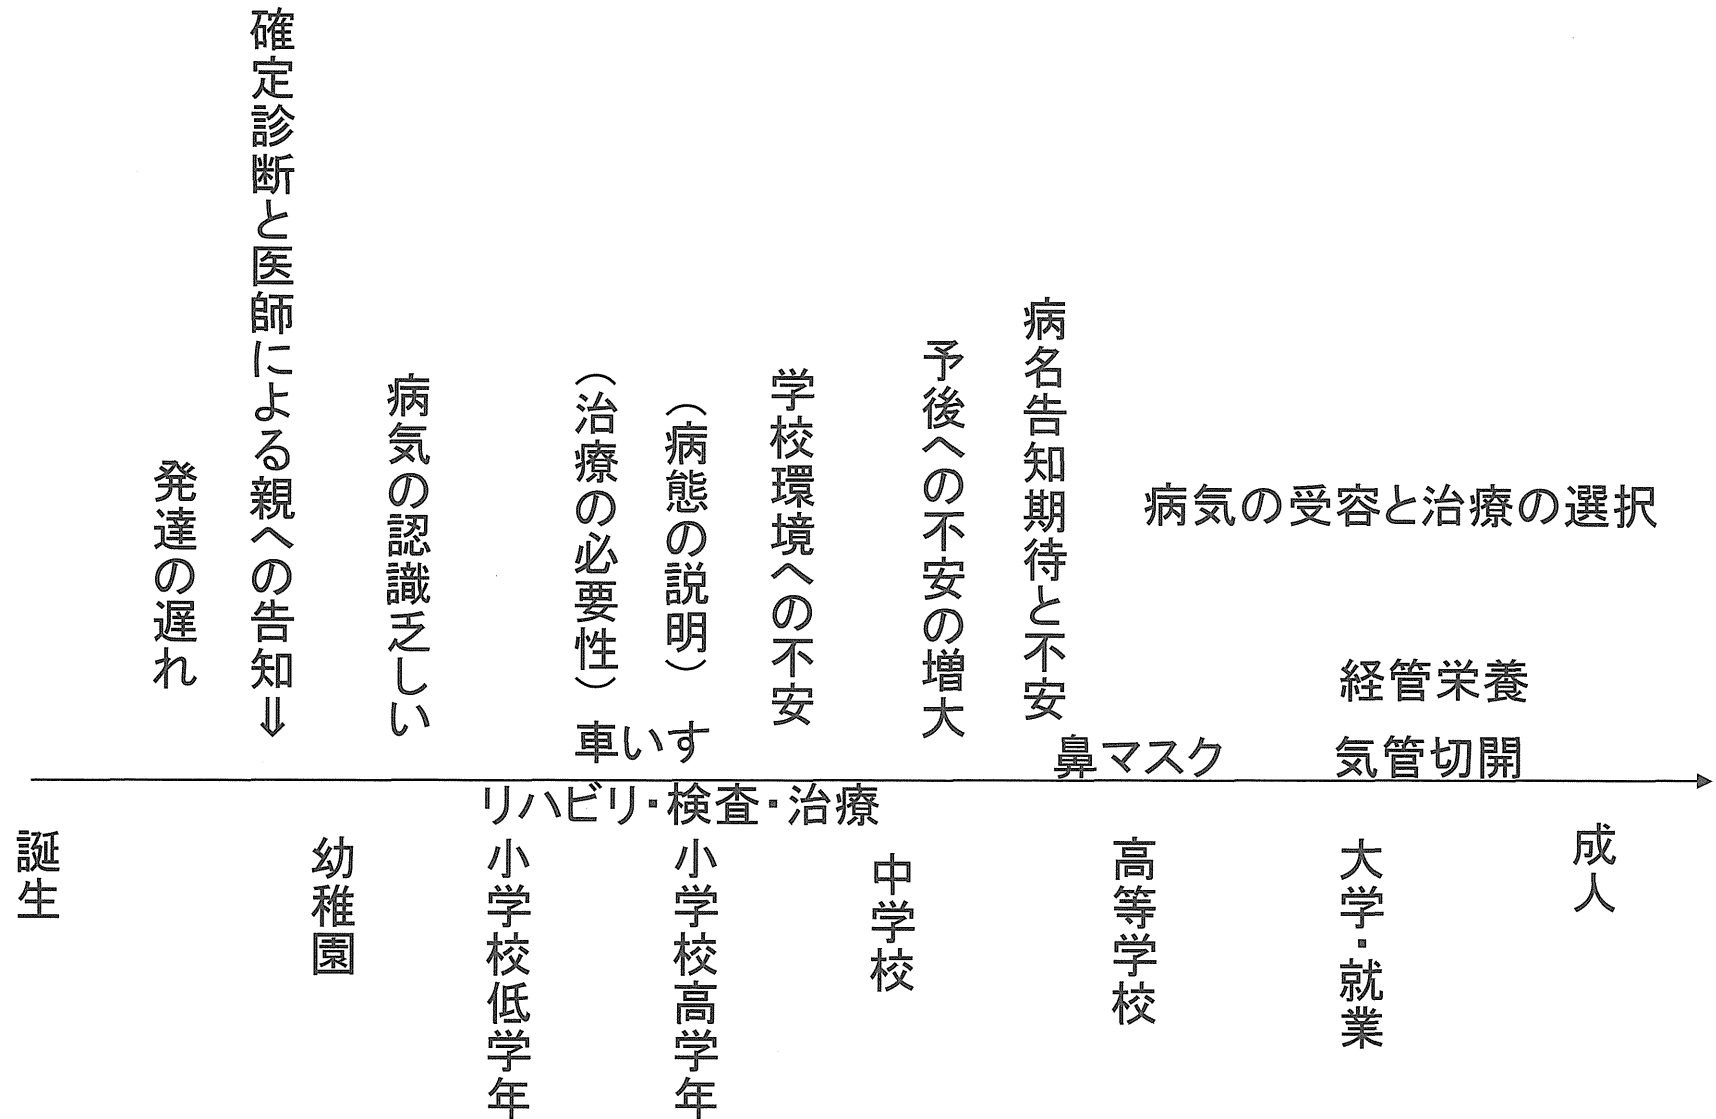 発達の遅れ
確定診断と医師による親への告知⇒
病気の認識乏しい
（治療の必要性）
（病態の説明）
学校環境への不安
予後への不安の増大
病名告知期待と不安
病気の受容と治療の選択
経管栄養
車いす
鼻マスク
気管切開
リハビリ・検査・治療
誕生
幼稚園
小学校低学年
小学校高学年
中学校
高等学校
大学・就業
成人